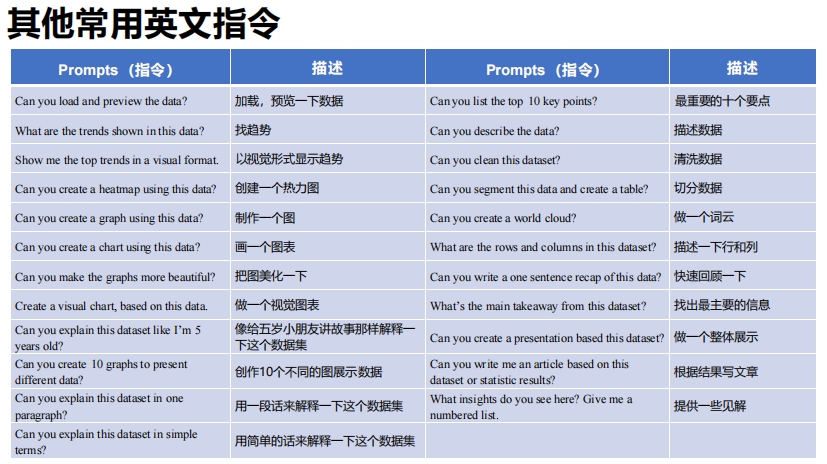 其他常用英文指令
Prompts（指令） 描述 Prompts（指令） 描述
Can you load and preview the data? 加载，预览一下数据 Can you list the top 10 key points? 最重要的十个要点
What are the trends shown in this data? 找趋势 Can you describe the data? 描述数据
Show me the top trends in a visual format. 以视觉形式显示趋势 Can you clean this dataset? 清洗数据
Can you create a heatmap using this data? 创建一个热力图 Can you segment this data and create a table? 切分数据
Can you create a graph using this data? 制作一个图 Can you create a world cloud? 做一个词云
Can you create a chart using this data? 画一个图表 What are the rows and columns in this dataset? 描述一下行和列
Can you make the graphs more beautiful? 把图美化一下 Can you write a one sentence recap of this data? 快速回顾一下
Create a visual chart, based on this data. 做一个视觉图表 What's the main takeaway from this dataset? 找出最主要的信息
Can you explain this dataset like I'm 5
years old? 像给五岁小朋友讲故事那样解释一
下这个数据集 Can you create a presentation based this dataset? 做一个整体展示
Can you create 10 graphs to present
different data? 创作10个不同的图展示数据 Can you write me an article based on this
dataset or statistic results? 根据结果写文章
Can you explain this dataset in one
paragraph? 用一段话来解释一下这个数据集 What insights do you see here? Give me a
numbered list. 提供一些见解
Can you explain this dataset in simple
terms? 用简单的话来解释一下这个数据集